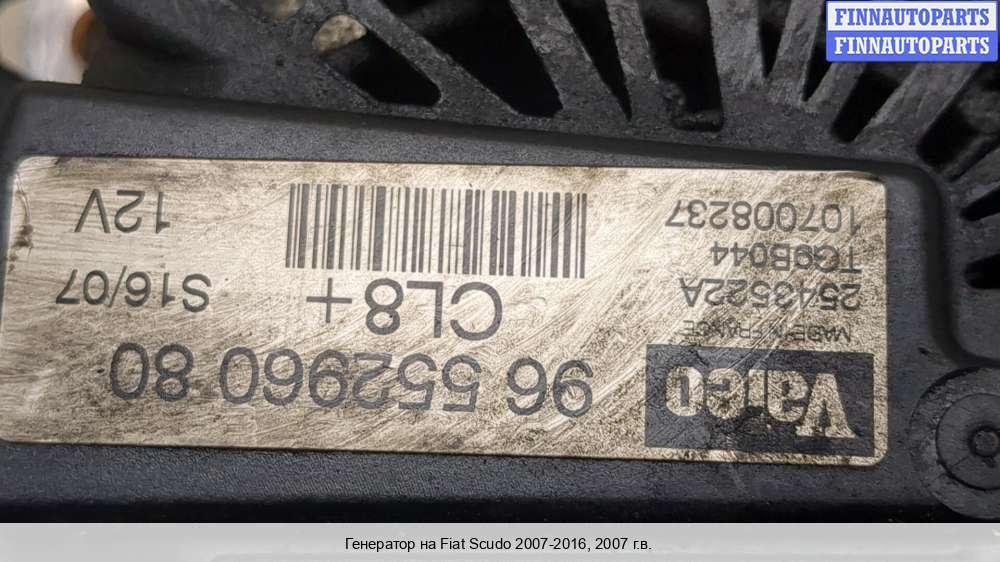 FINNAUTOPARTS
FINNAUTOPARTS
Valeo
MADE IN FRANCE
2543522A
TG9B044
107008237
96 552960 80
CL8+
S16/07
12V
Генератор на Fiat Scudo 2007-2016, 2007 г.в.